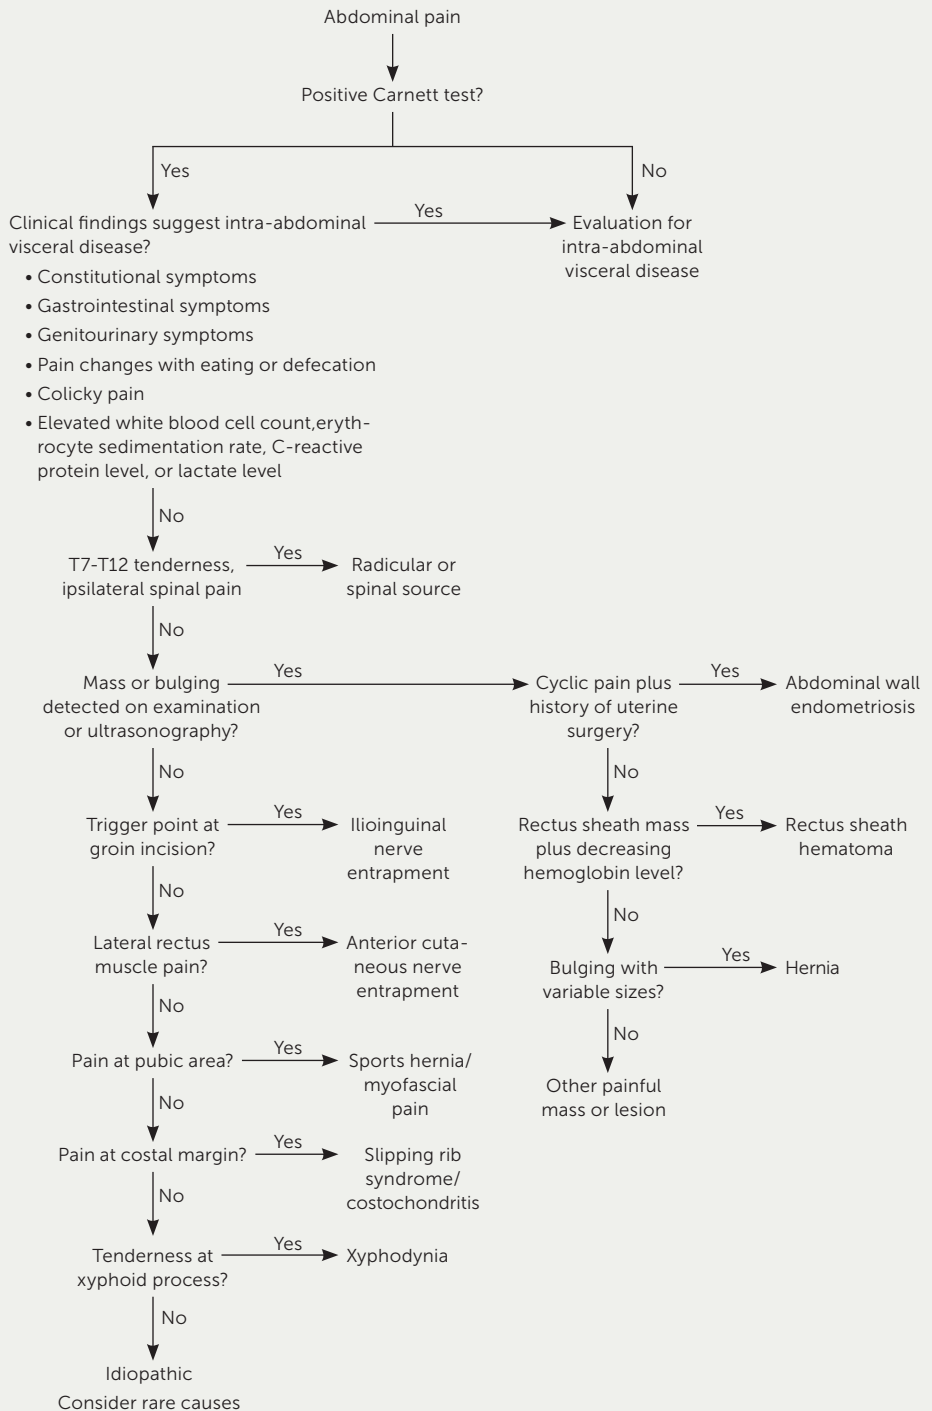 Abdominal pain
Positive Carnett test?
Yes
No
Clinical findings suggest intra-abdominal
visceral disease?
Yes
Evaluation for
intra-abdominal
visceral disease
• Constitutional symptoms
• Gastrointestinal symptoms
• Genitourinary symptoms
• Pain changes with eating or defecation
• Colicky pain
• Elevated white blood cell count,eryth-
rocyte sedimentation rate, C-reactive
protein level, or lactate level
No
T7-T12 tenderness,
ipsilateral spinal pain
Yes
Radicular or
spinal source
No
Mass or bulging
detected on examination
or ultrasonography?
Yes
Cyclic pain plus
history of uterine
surgery?
Yes
Abdominal wall
endometriosis
No
No
Trigger point at
groin incision?
Yes
Ilioinguinal
nerve
entrapment
Rectus sheath mass
plus decreasing
hemoglobin level?
Yes
Rectus sheath
hematoma
No
No
Lateral rectus
muscle pain?
Yes
Anterior cuta-
neous nerve
entrapment
Bulging with
variable sizes?
Yes
Hernia
No
No
Pain at pubic area?
Yes
Sports hernia/
myofascial
pain
Other painful
mass or lesion
No
Pain at costal margin?
Yes
Slipping rib
syndrome/
costochondritis
No
Tenderness at
xyphoid process?
Yes
Xyphodynia
No
Idiopathic
Consider rare causes